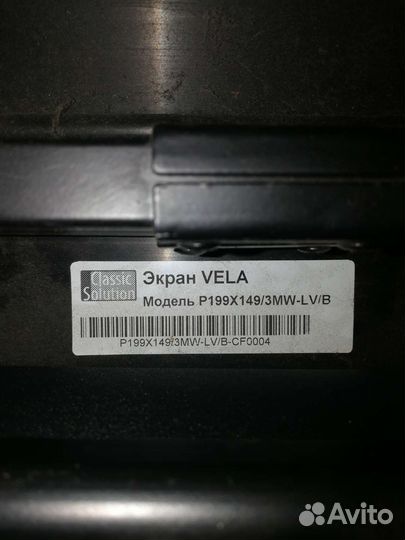 Classic
Solution
Экран VELA
Модель P199X149/3MW-LV/B
P199X149/3MW-LV/B-CF0004
Avito